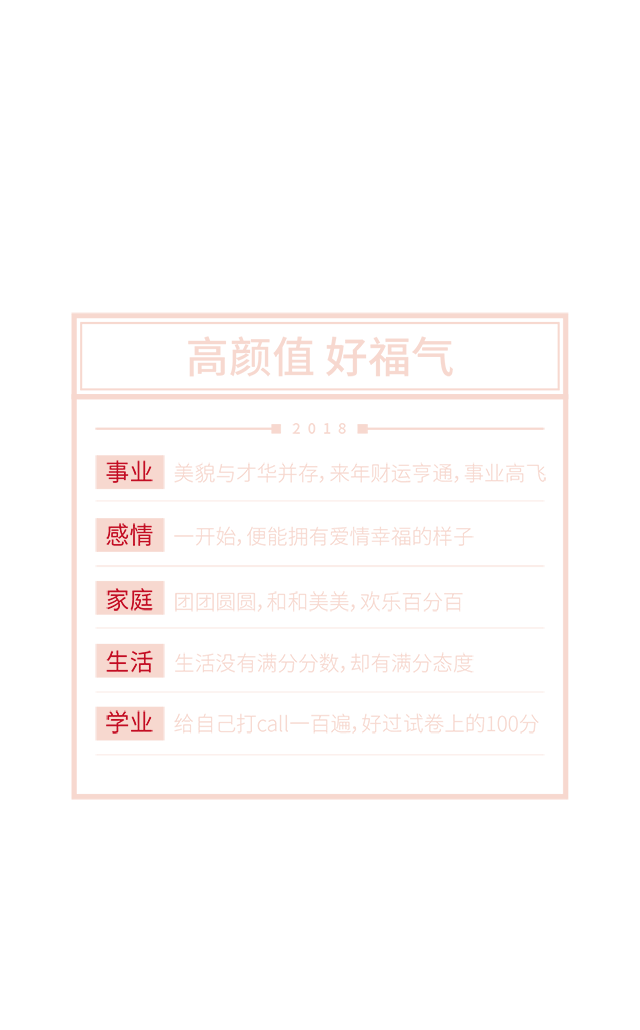 高颜值 好福气
2018
事业 美貌与才华并存，来年财运亨通，事业高飞
感情 一开始，便能拥有爱情幸福的样子
家庭 团团圆圆，和和美美，欢乐百分百
生活 生活没有满分分数，却有满分态度
学业 给自己打call一百遍，好过试卷上的100分